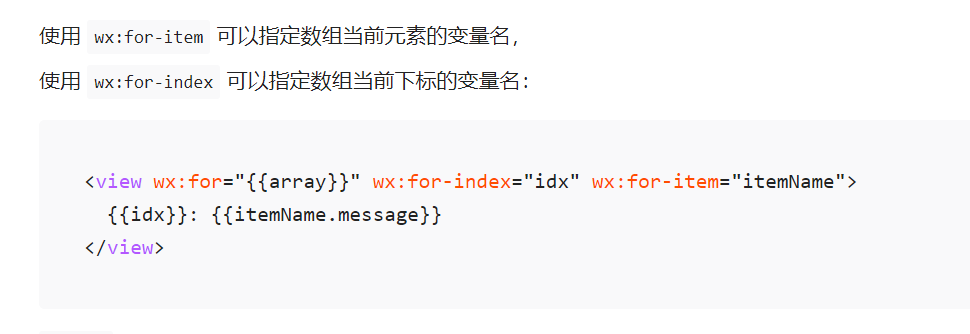 使用 wx:for-item 可以指定数组当前元素的变量名，
使用 wx:for-index 可以指定数组当前下标的变量名：
<view wx:for="{{array}}" wx:for-index="idx" wx:for-item="itemName">
  {{idx}}: {{itemName.message}}
</view>